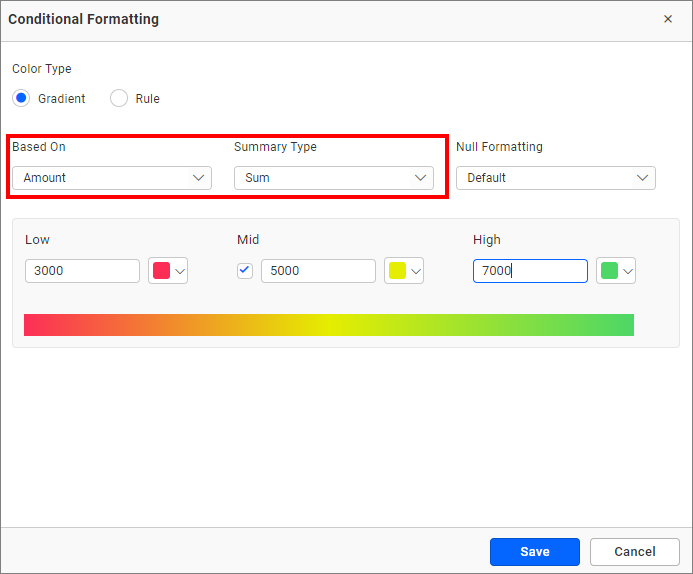 Conditional Formatting
Color Type
Gradient Rule
Based On Summary Type Null Formatting
Amount Sum Default
Low Mid High
3000 5000 7000
Save Cancel